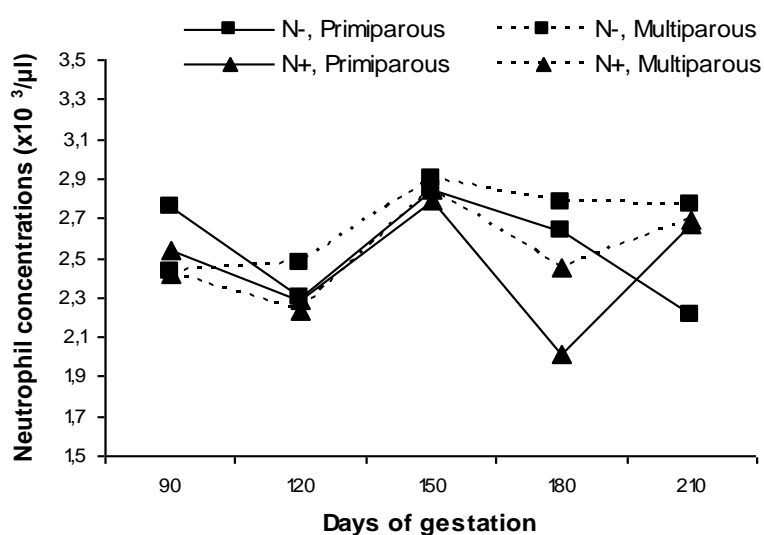 N-, Primiparous N-, Multiparous
N+, Primiparous N+, Multiparous
Neutrophil concentrations (x10 ³/µl)
3,5
3,3
3,1
2,9
2,7
2,5
2,3
2,1
1,9
1,7
1,5
90 120 150 180 210
Days of gestation